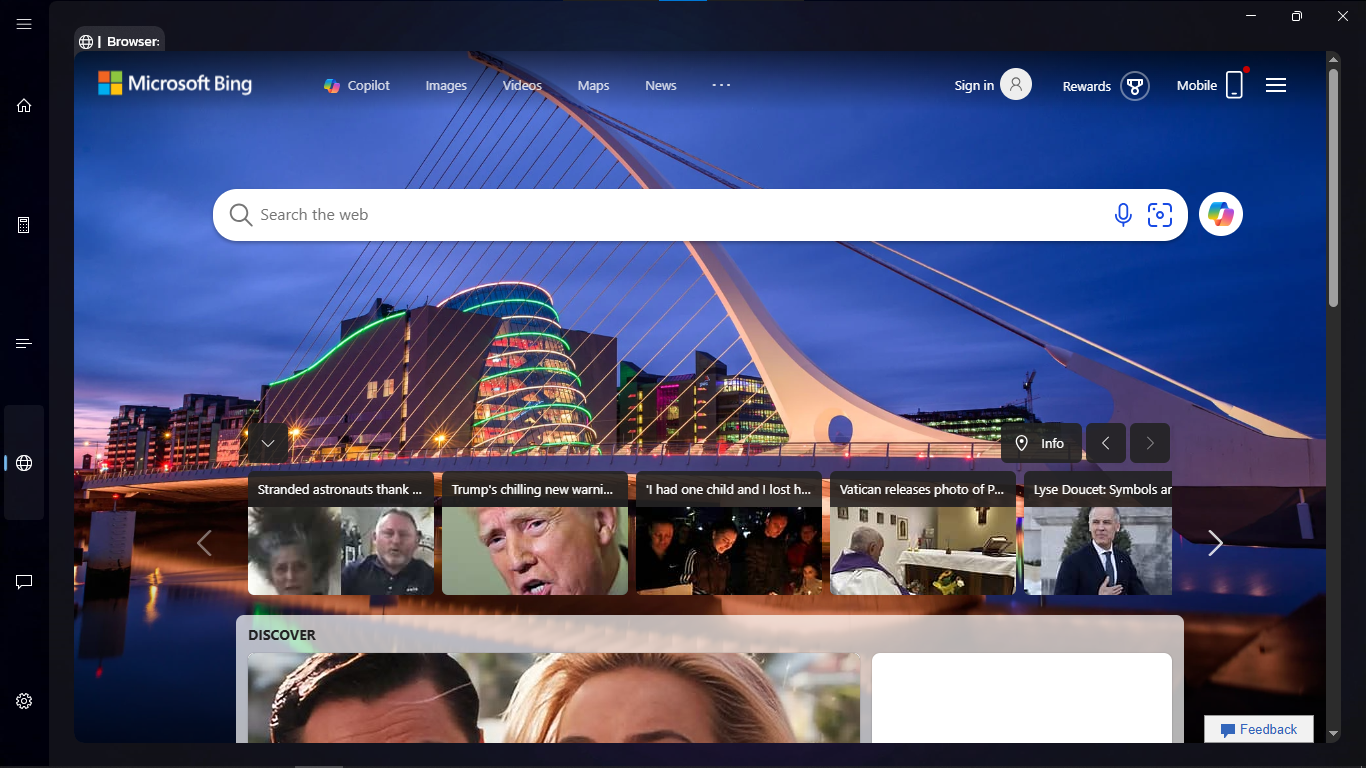 | Browser:
Microsoft Bing
Copilot
Images
Videos
Maps
News
Sign in
Rewards
Mobile
Search the web
Info
Stranded astronauts thank ...
Trump's chilling new warni...
'I had one child and I lost h...
Vatican releases photo of P...
Lyse Doucet: Symbols ar
DISCOVER
Feedback